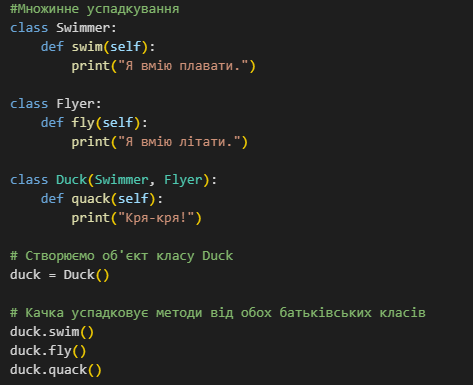 #Множинне успадкування
class Swimmer:
    def swim(self):
        print("Я вмію плавати.")

class Flyer:
    def fly(self):
        print("Я вмію літати.")

class Duck(Swimmer, Flyer):
    def quack(self):
        print("Кря-кря!")

# Створюємо об'єкт класу Duck
duck = Duck()

# Качка успадковує методи від обох батьківських класів
duck.swim()
duck.fly()
duck.quack()